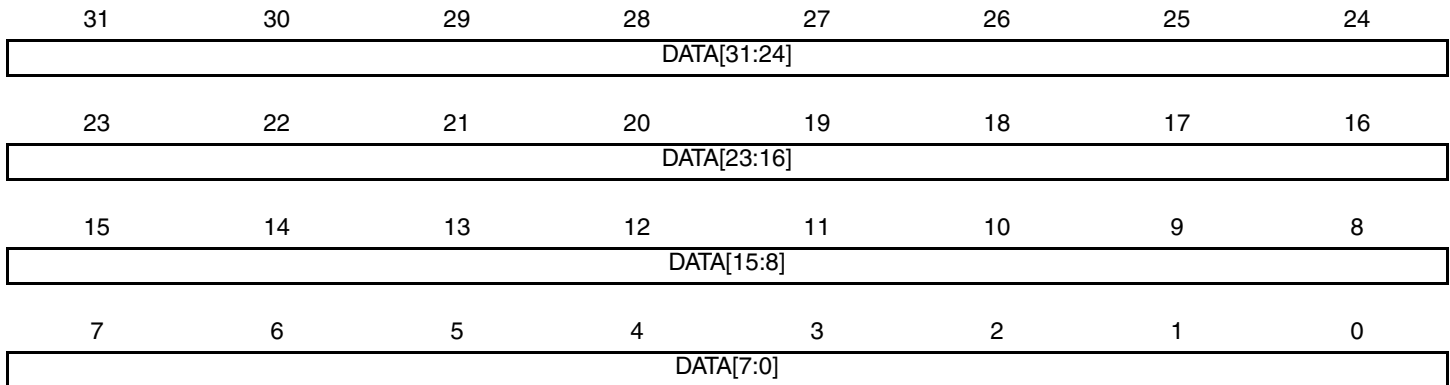 31 30 29 28 27 26 25 24
DATA[31:24]
23 22 21 20 19 18 17 16
DATA[23:16]
15 14 13 12 11 10 9 8
DATA[15:8]
7 6 5 4 3 2 1 0
DATA[7:0]